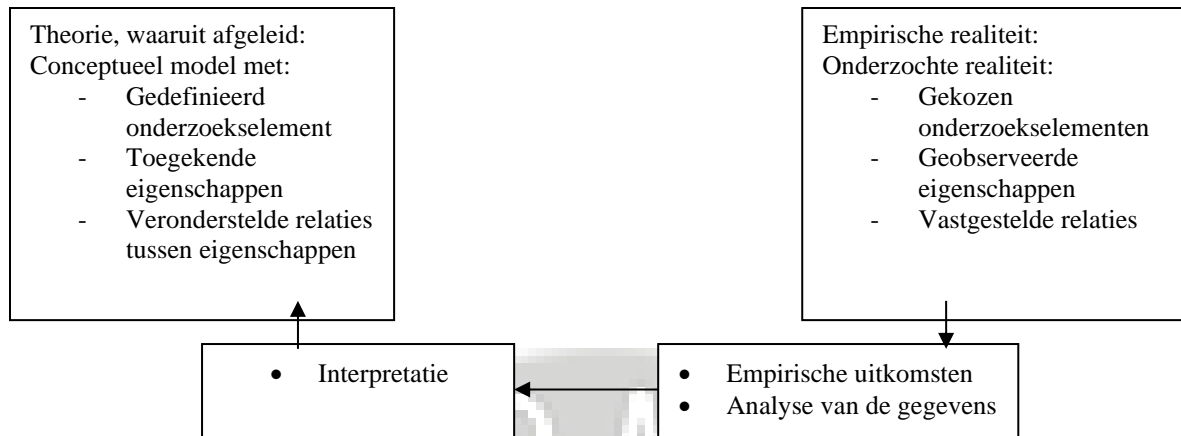 Theorie, waaruit afgeleid:
Conceptueel model met:
- Gedefinieerd
onderzoekselement
- Toegekende
eigenschappen
- Veronderstelde relaties
tussen eigenschappen
Empirische realiteit:
Onderzochte realiteit:
- Gekozen
onderzoekselementen
- Geobserveerde
eigenschappen
- Vastgestelde relaties
• Interpretatie
• Empirische uitkomsten
• Analyse van de gegevens